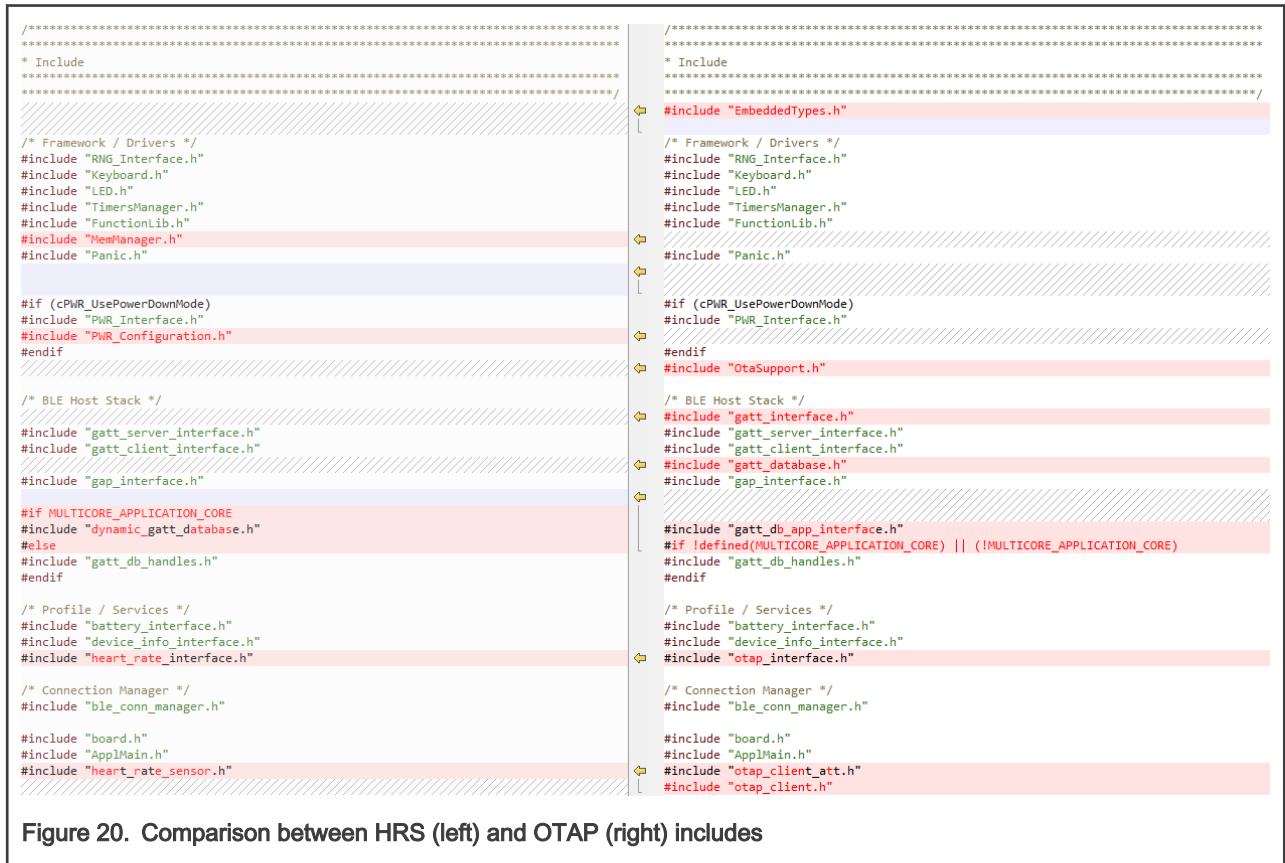 /************************************************************************************
*************************************************************************************
* Include
*************************************************************************************
************************************************************************************/
/* Framework / Drivers */
#include "RNG_Interface.h"
#include "Keyboard.h"
#include "LED.h"
#include "TimersManager.h"
#include "FunctionLib.h"
#include "MemManager.h"
#include "Panic.h"
#if (cPWR_UsePowerDownMode)
#include "PWR_Interface.h"
#include "PWR_Configuration.h"
#endif
/* BLE Host Stack */
#include "gatt_server_interface.h"
#include "gatt_client_interface.h"
#include "gap_interface.h"
#if MULTICORE_APPLICATION_CORE
#include "dynamic_gatt_database.h"
#else
#include "gatt_db_handles.h"
#endif
/* Profile / Services */
#include "battery_interface.h"
#include "device_info_interface.h"
#include "heart_rate_interface.h"
/* Connection Manager */
#include "ble_conn_manager.h"
#include "board.h"
#include "ApplMain.h"
#include "heart_rate_sensor.h"
/************************************************************************************
*************************************************************************************
* Include
*************************************************************************************
************************************************************************************/
#include "EmbeddedTypes.h"
/* Framework / Drivers */
#include "RNG_Interface.h"
#include "Keyboard.h"
#include "LED.h"
#include "TimersManager.h"
#include "FunctionLib.h"
#include "Panic.h"
#if (cPWR_UsePowerDownMode)
#include "PWR_Interface.h"
#endif
#include "OtaSupport.h"
/* BLE Host Stack */
#include "gatt_interface.h"
#include "gatt_server_interface.h"
#include "gatt_client_interface.h"
#include "gatt_database.h"
#include "gap_interface.h"
#include "gatt_db_app_interface.h"
#if !defined(MULTICORE_APPLICATION_CORE) || (!MULTICORE_APPLICATION_CORE)
#include "gatt_db_handles.h"
#endif
/* Profile / Services */
#include "battery_interface.h"
#include "device_info_interface.h"
#include "otap_interface.h"
/* Connection Manager */
#include "ble_conn_manager.h"
#include "board.h"
#include "ApplMain.h"
#include "otap_client_att.h"
#include "otap_client.h"
Figure 20. Comparison between HRS (left) and OTAP (right) includes